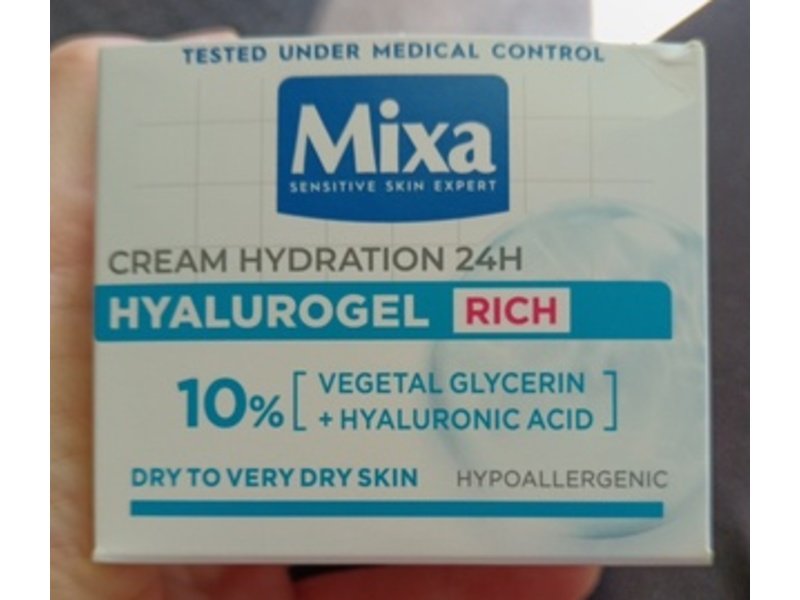 TESTED UNDER MEDICAL CONTROL
Mixa
SENSITIVE SKIN EXPERT
CREAM HYDRATION 24H
HYALUROGEL RICH
10% [ VEGETAL GLYCERIN
+ HYALURONIC ACID ]
DRY TO VERY DRY SKIN HYPOALLERGENIC